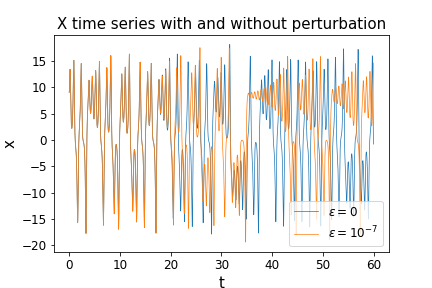 X time series with and without perturbation
x
15
10
5
0
−5
−10
−15
−20
0 10 20 30 40 50 60
t
ε = 0
ε = 10⁻⁷